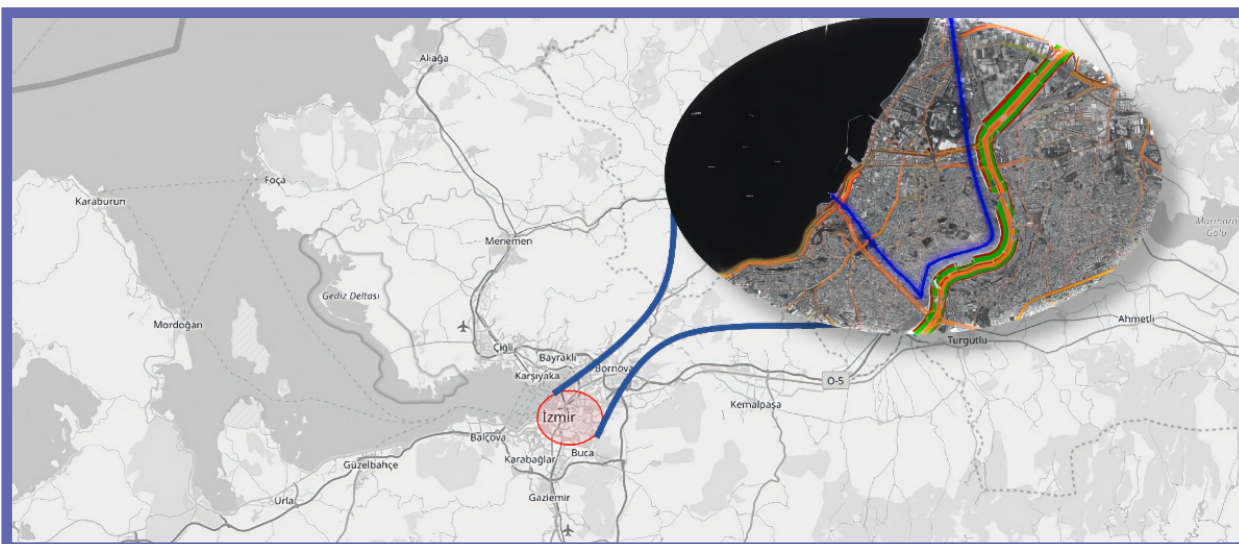 Aliağa
Foça
Karaburun
Marmara
Gölü
Menemen
Gediz Deltası
Mordoğan
Ahmetli
Turgutlu
Çiğli
Bayraklı
Bornova
Karşıyaka
O-5
Kemalpaşa
İzmir
Balçova
Buca
Karabağlar
Güzelbahçe
Urla
Gaziemir